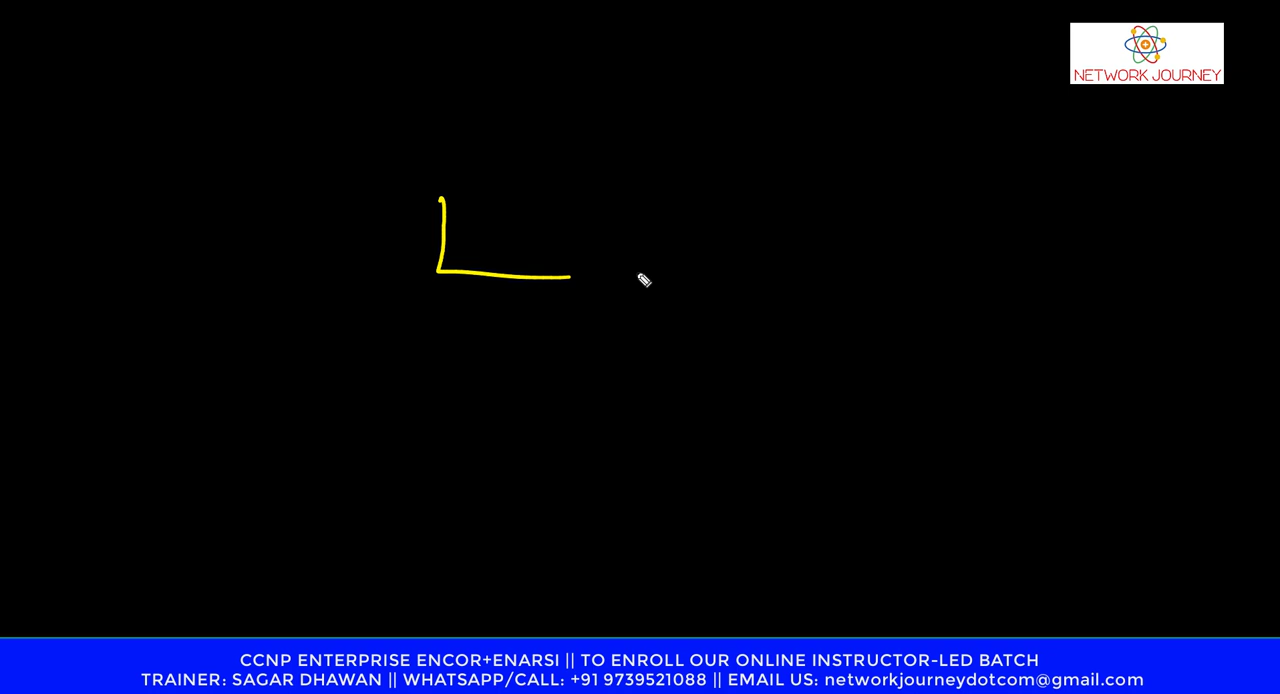 NETWORK JOURNEY
CCNP ENTERPRISE ENCOR+ENARSI || TO ENROLL OUR ONLINE INSTRUCTOR-LED BATCH
TRAINER: SAGAR DHAWAN || WHATSAPP/CALL: +91 9739521088 || EMAIL US: networkjourneydotcom@gmail.com